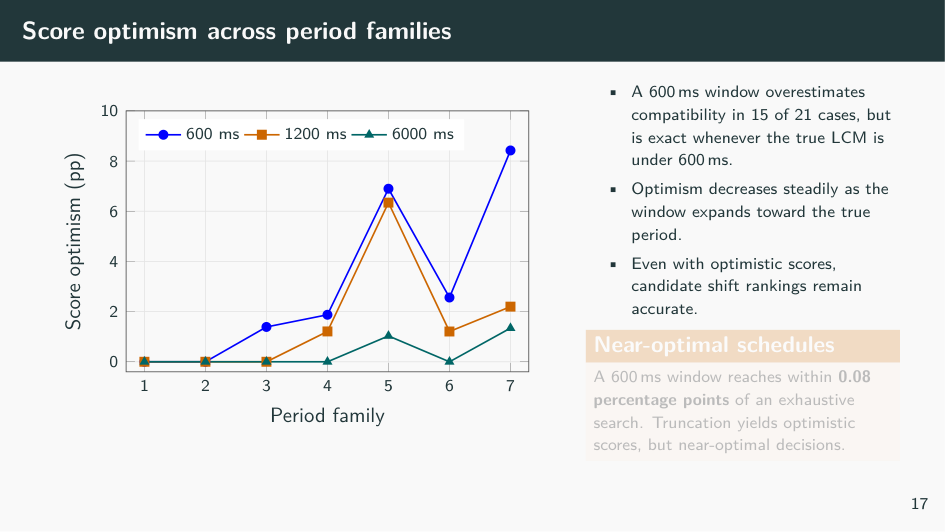 Score optimism across period families
10
8
6
4
2
0
600 ms
1200 ms
6000 ms
Score optimism (pp)
1 2 3 4 5 6 7
Period family
▪ A 600 ms window overestimates
compatibility in 15 of 21 cases, but
is exact whenever the true LCM is
under 600 ms.
▪ Optimism decreases steadily as the
window expands toward the true
period.
▪ Even with optimistic scores,
candidate shift rankings remain
accurate.
Near-optimal schedules
A 600 ms window reaches within 0.08
percentage points of an exhaustive
search. Truncation yields optimistic
scores, but near-optimal decisions.
17